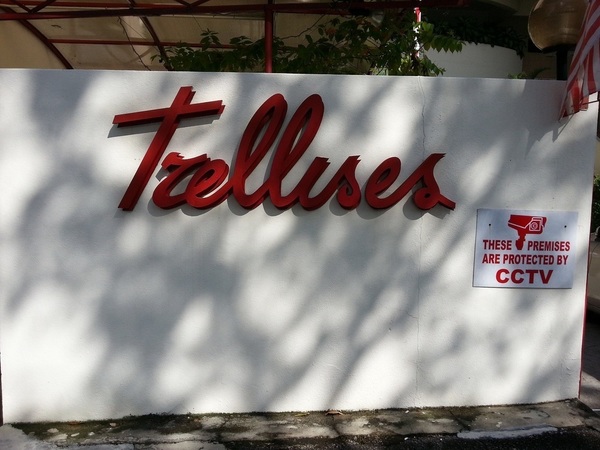 Trellises
THESE PREMISES
ARE PROTECTED BY
CCTV